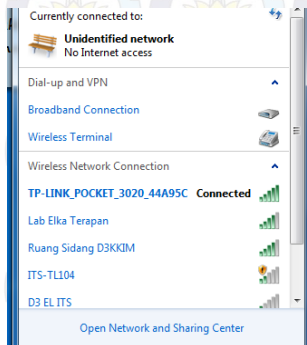 Currently connected to:
Unidentified network
No Internet access
Dial-up and VPN
Broadband Connection
Wireless Terminal
Wireless Network Connection
TP-LINK_POCKET_3020_44A95C Connected
Lab Elka Terapan
Ruang Sidang D3KKIM
ITS-TL104
D3 EL ITS
Open Network and Sharing Center